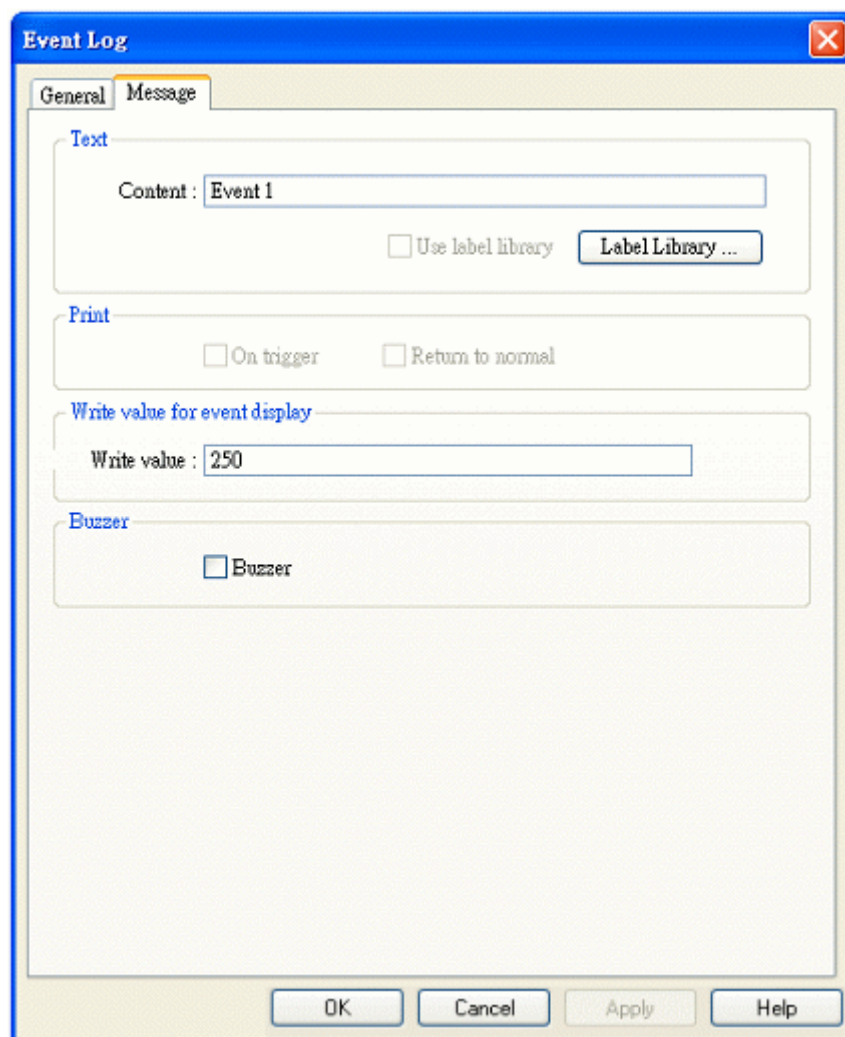 Event Log
General Message
Text
Content : Event 1
Use label library Label Library ...
Print
On trigger Return to normal
Write value for event display
Write value : 250
Buzzer
Buzzer
OK Cancel Apply Help